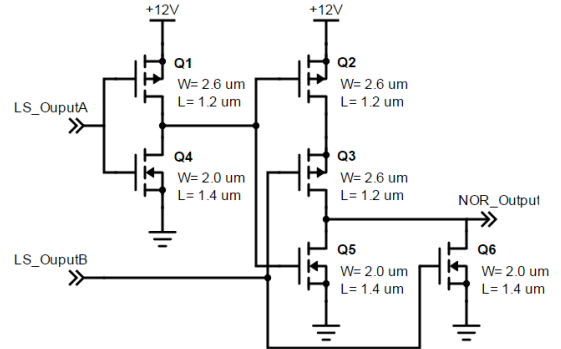 +12V
+12V
Q1
W= 2.6 um
L= 1.2 um
Q2
W= 2.6 um
L= 1.2 um
LS_OuputA
Q4
W= 2.0 um
L= 1.4 um
Q3
W= 2.6 um
L= 1.2 um
NOR_Output
LS_OuputB
Q5
W= 2.0 um
L= 1.4 um
Q6
W= 2.0 um
L= 1.4 um